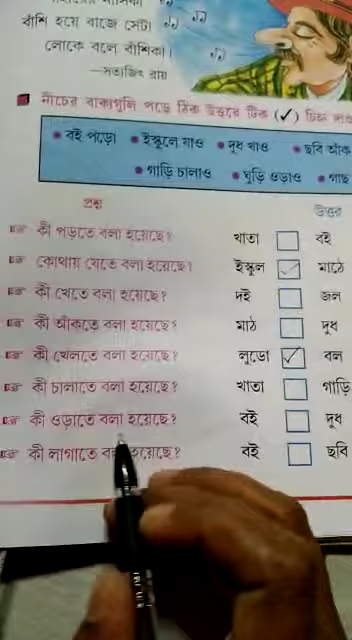 বাঁশি হয়ে বাজে সেটা
লোকে বলে বাঁশিকা।
—সত্যজিৎ রায়
নীচের বাক্যগুলি পড়ে ঠিক উত্তরে টিক (✓) চিহ্ন দাও
• বই পড়ো • ইস্কুলে যাও • দুধ খাও • ছবি আঁক
• গাড়ি চালাও • ঘুড়ি ওড়াও • গাছ
প্রশ্ন উত্তর
কী পড়তে বলা হয়েছে? খাতা বই
কোথায় যেতে বলা হয়েছে? ইস্কুল ✓ মাঠে
কী খেতে বলা হয়েছে? দই জল
কী আঁকতে বলা হয়েছে? মাঠ দুধ
কী খেলতে বলা হয়েছে? লুডো ✓ বল
কী চালাতে বলা হয়েছে? খাতা গাড়ি
কী ওড়াতে বলা হয়েছে? বই দুধ
কী লাগাতে হয়েছে? বই ছবি